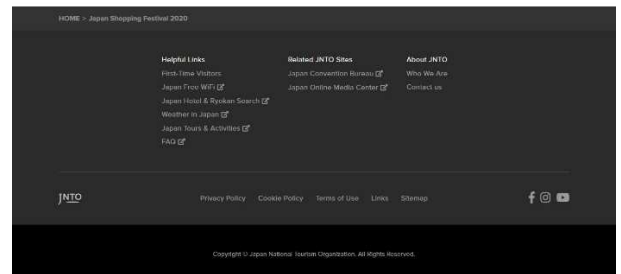 HOME > Japan Shopping Festival 2020
Helpful Links
First-Time Visitors
Japan Free WiFi
Japan Hotel & Ryokan Search
Weather in Japan
Japan Tours & Activities
FAQ
Related JNTO Sites
Japan Convention Bureau
Japan Online Media Center
About JNTO
Who We Are
Contact us
JNTO
Privacy Policy Cookie Policy Terms of Use Links Sitemap
Copyright © Japan National Tourism Organization. All Rights Reserved.